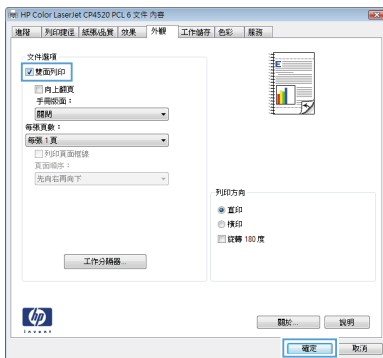 HP Color LaserJet CP4520 PCL 6 文件 內容
進階 列印捷徑 紙張/品質 效果 外觀 工作儲存 色彩 服務
文件選項
雙面列印
向上翻頁
手冊版面：
關閉
每張頁數：
每張 1 頁
列印頁面框線
頁面順序：
先向右再向下
列印方向
直印
橫印
旋轉 180 度
工作分隔器...
hp
invent
關於...
說明
確定
取消